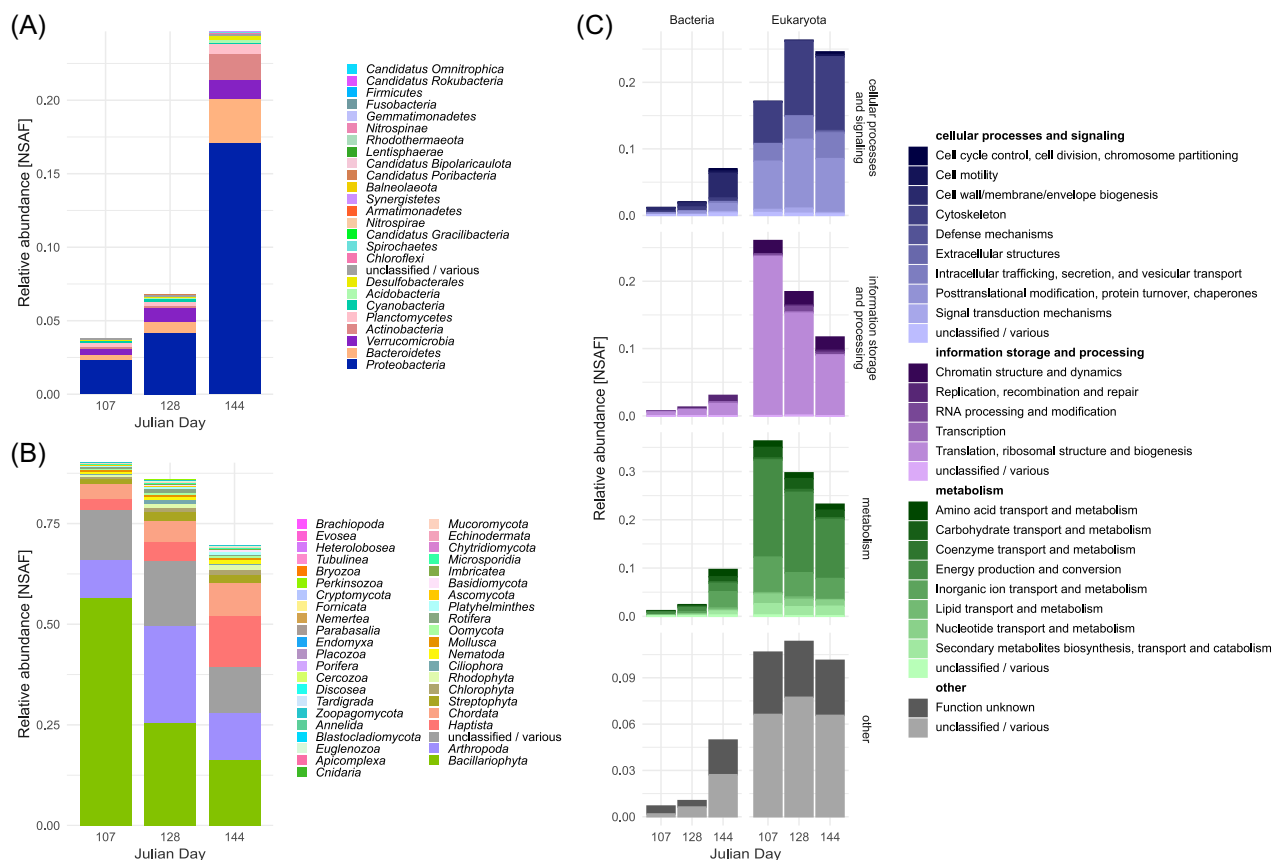 (A)
Relative abundance [NSAF]
0.20
0.15
0.10
0.05
0.00
107
128
144
Julian Day
Candidatus Omnitrophica
Candidatus Rokubacteria
Firmicutes
Fusobacteria
Gemmatimonadetes
Nitrospinae
Rhodothermaeota
Lentisphaerae
Candidatus Bipolaricaulota
Candidatus Poribacteria
Balneolaeota
Synergistetes
Armatimonadetes
Nitrospirae
Candidatus Gracilibacteria
Spirochaetes
Chloroflexi
unclassified / various
Desulfobacterales
Acidobacteria
Cyanobacteria
Planctomycetes
Actinobacteria
Verrucomicrobia
Bacteroidetes
Proteobacteria
(B)
Relative abundance [NSAF]
0.75
0.50
0.25
0.00
107
128
144
Julian Day
Brachiopoda
Evosea
Heterolobosea
Tubulinea
Bryozoa
Perkinsozoa
Cryptomycota
Fornicata
Nemertea
Parabasalia
Endomyxa
Placozoa
Porifera
Cercozoa
Discosea
Tardigrada
Zoopagomycota
Annelida
Blastocladiomycota
Euglenozoa
Apicomplexa
Cnidaria
Mucoromycota
Echinodermata
Chytridiomycota
Microsporidia
Imbricatea
Basidiomycota
Ascomycota
Platyhelminthes
Rotifera
Oomycota
Mollusca
Nematoda
Ciliophora
Rhodophyta
Chlorophyta
Streptophyta
Chordata
Haptista
unclassified / various
Arthropoda
Bacillariophyta
(C)
Bacteria
Eukaryota
Relative abundance [NSAF]
0.2
0.1
0.0
cellular processes
and signaling
0.2
0.1
0.0
information storage
and processing
Relative abundance [NSAF]
0.3
0.2
0.1
0.0
metabolism
0.09
0.06
0.03
0.00
other
107
128
144
107
128
144
Julian Day
cellular processes and signaling
Cell cycle control, cell division, chromosome partitioning
Cell motility
Cell wall/membrane/envelope biogenesis
Cytoskeleton
Defense mechanisms
Extracellular structures
Intracellular trafficking, secretion, and vesicular transport
Posttranslational modification, protein turnover, chaperones
Signal transduction mechanisms
unclassified / various
information storage and processing
Chromatin structure and dynamics
Replication, recombination and repair
RNA processing and modification
Transcription
Translation, ribosomal structure and biogenesis
unclassified / various
metabolism
Amino acid transport and metabolism
Carbohydrate transport and metabolism
Coenzyme transport and metabolism
Energy production and conversion
Inorganic ion transport and metabolism
Lipid transport and metabolism
Nucleotide transport and metabolism
Secondary metabolites biosynthesis, transport and catabolism
unclassified / various
other
Function unknown
unclassified / various